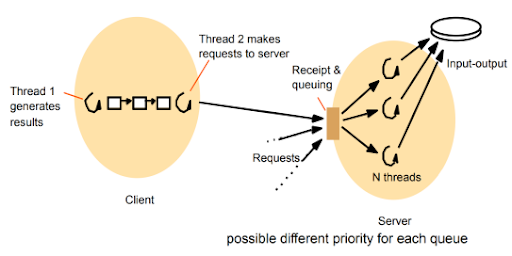 Thread 2 makes
requests to server
Thread 1
generates
results
Receipt &
queuing
Input-output
Requests
N threads
Client
Server
possible different priority for each queue